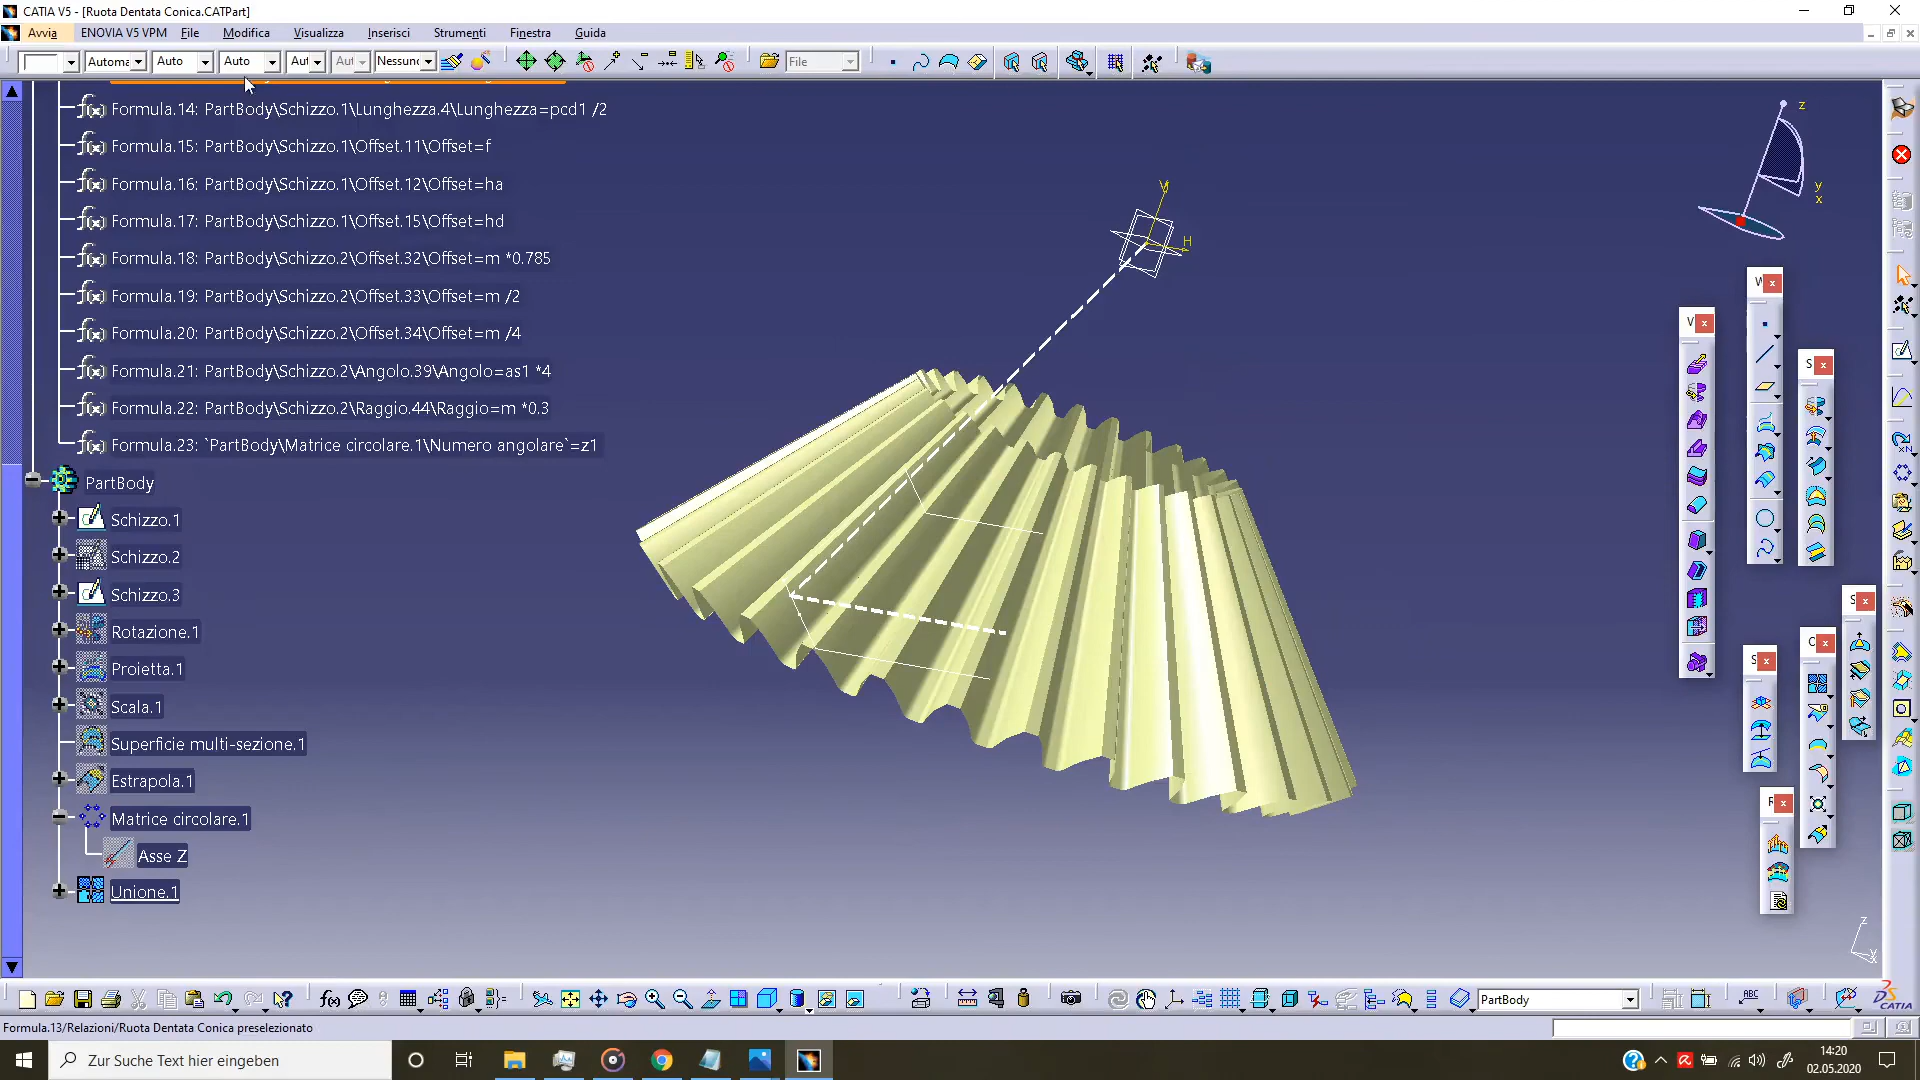 CATIA V5 - [Ruota Dentata Conica.CATPart]
Avvia ENOVIA V5 VPM File Modifica Visualizza Inserisci Strumenti Finestra Guida
Automa Auto Auto Aut Aut Nessuno File
Formula.14: PartBody\Schizzo.1\Lunghezza.4\Lunghezza=pcd1 /2
Formula.15: PartBody\Schizzo.1\Offset.11\Offset=f
Formula.16: PartBody\Schizzo.1\Offset.12\Offset=ha
Formula.17: PartBody\Schizzo.1\Offset.15\Offset=hd
Formula.18: PartBody\Schizzo.2\Offset.32\Offset=m *0.785
Formula.19: PartBody\Schizzo.2\Offset.33\Offset=m /2
Formula.20: PartBody\Schizzo.2\Offset.34\Offset=m /4
Formula.21: PartBody\Schizzo.2\Angolo.39\Angolo=as1 *4
Formula.22: PartBody\Schizzo.2\Raggio.44\Raggio=m *0.3
Formula.23: `PartBody\Matrice circolare.1\Numero angolare`=z1
PartBody
Schizzo.1
Schizzo.2
Schizzo.3
Rotazione.1
Proietta.1
Scala.1
Superficie multi-sezione.1
Estrapola.1
Matrice circolare.1
Asse Z
Unione.1
V
H
z
y
x
PartBody
Formula.13/Relazioni/Ruota Dentata Conica preselezionato
CATIA
Zur Suche Text hier eingeben
14:20
02.05.2020